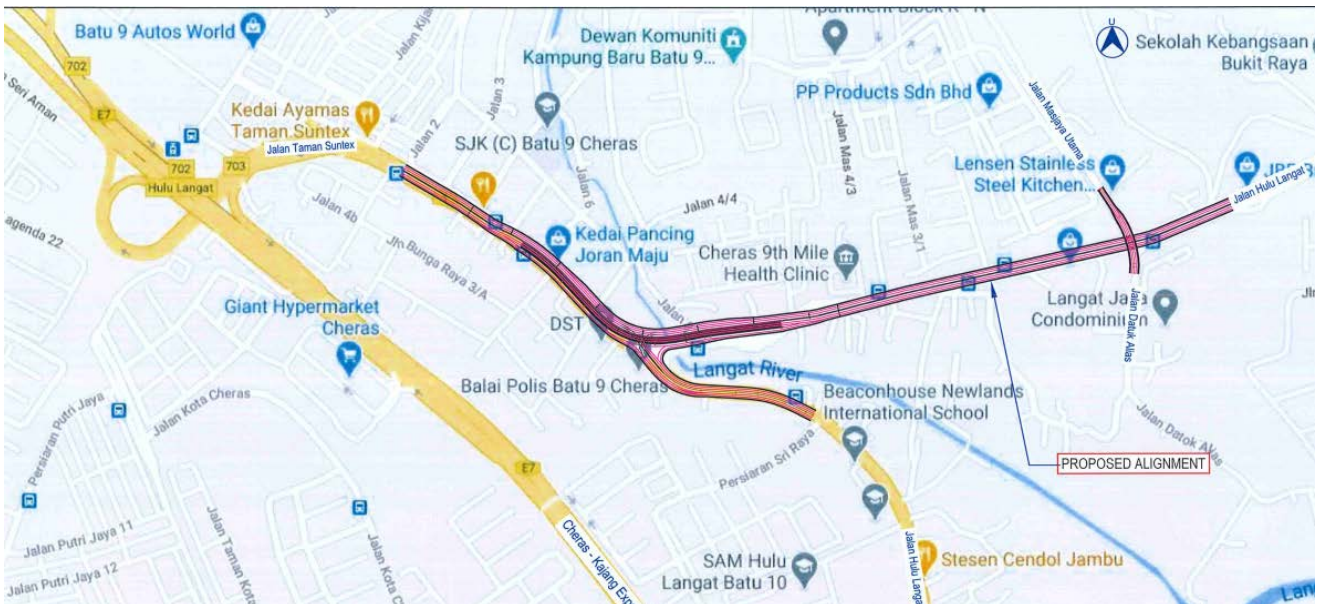 Batu 9 Autos World
702
E7
Seri Aman
702
703
Hulu Langat
agenda 22
Kedai Ayamas
Taman Suntex
Jalan Taman Suntex
Jalan 2
Jalan 3
Dewan Komuniti
Kampung Baru Batu 9...
SJK (C) Batu 9 Cheras
Jalan 6
Jalan 4b
Jln Bunga Raya 3/A
Jalan 4/4
Kedai Pancing
Joran Maju
PP Products Sdn Bhd
Jalan Mas 4/3
Jalan Mas 3/1
Sekolah Kebangsaan
Bukit Raya
Jalan Masjaya Utama
Lensen Stainless
Steel Kitchen...
Jalan Hulu Langat
Cheras 9th Mile
Health Clinic
Langat Jaya
Condominium
Jalan Datuk Alias
Giant Hypermarket
Cheras
DST
Balai Polis Batu 9 Cheras
Langat River
Beaconhouse Newlands
International School
Persiaran Sri Raya
Jalan Datok Alias
PROPOSED ALIGNMENT
Persiaran Putri Jaya
Jalan Kota Cheras
E7
Jalan Putri Jaya 11
Jalan Putri Jaya 12
Jalan Taman Kota
Jalan Kota C
Cheras - Kajang Exp
SAM Hulu
Langat Batu 10
Jalan Hulu Langa
Stesen Cendol Jambu
Lan